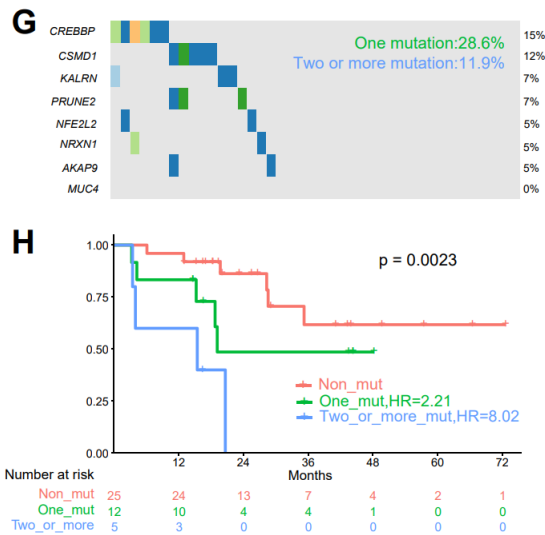 G
CREBBP 15%
CSMD1 12%
KALRN 7%
PRUNE2 7%
NFE2L2 5%
NRXN1 5%
AKAP9 5%
MUC4 0%
One mutation:28.6%
Two or more mutation:11.9%
H
p = 0.0023
1.00
0.75
0.50
0.25
0.00
Non_mut
One_mut,HR=2.21
Two_or_more_mut,HR=8.02
12 24 36 48 60 72
Months
Number at risk
Non_mut 25 24 13 7 4 2 1
One_mut 12 10 4 4 1 0 0
Two_or_more 5 3 0 0 0 0 0